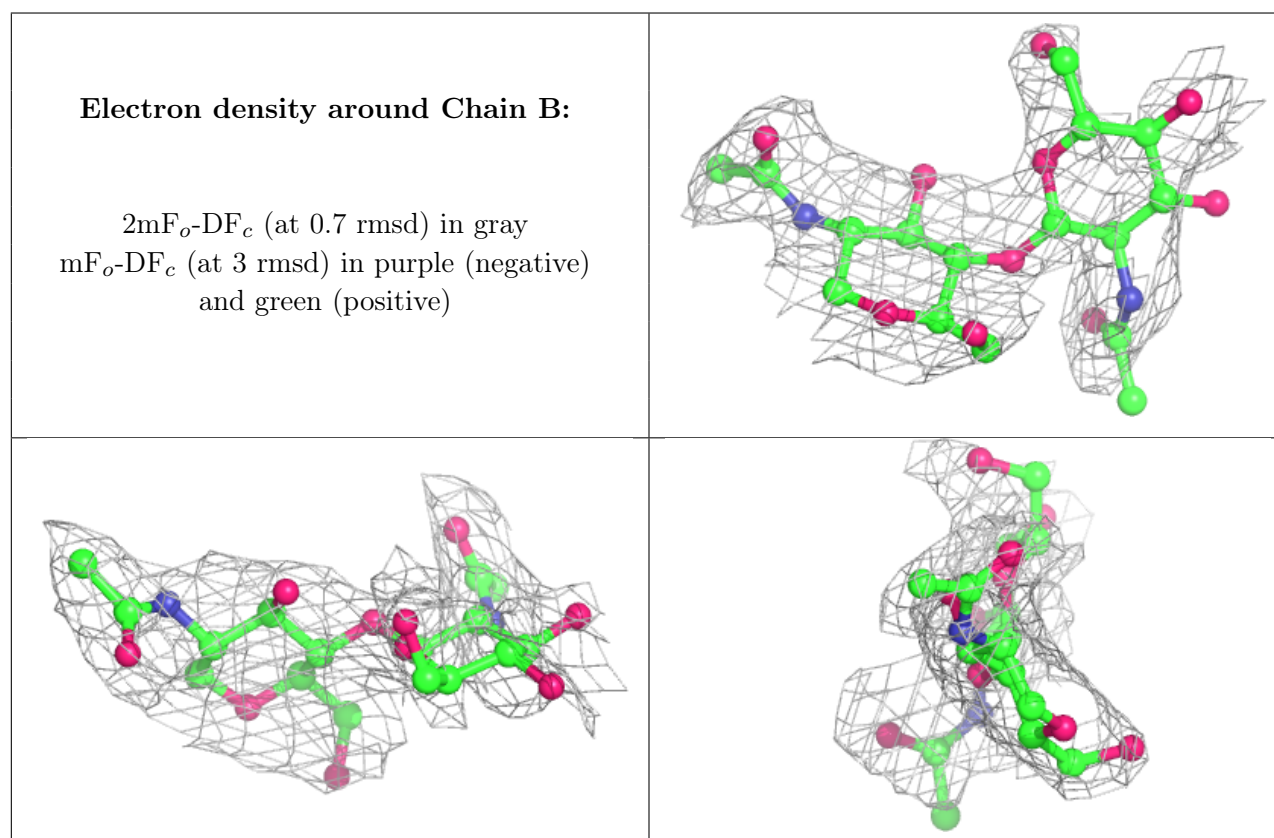 Electron density around Chain B:
2mFₒ-DF𝒸 (at 0.7 rmsd) in gray
mFₒ-DF𝒸 (at 3 rmsd) in purple (negative)
and green (positive)